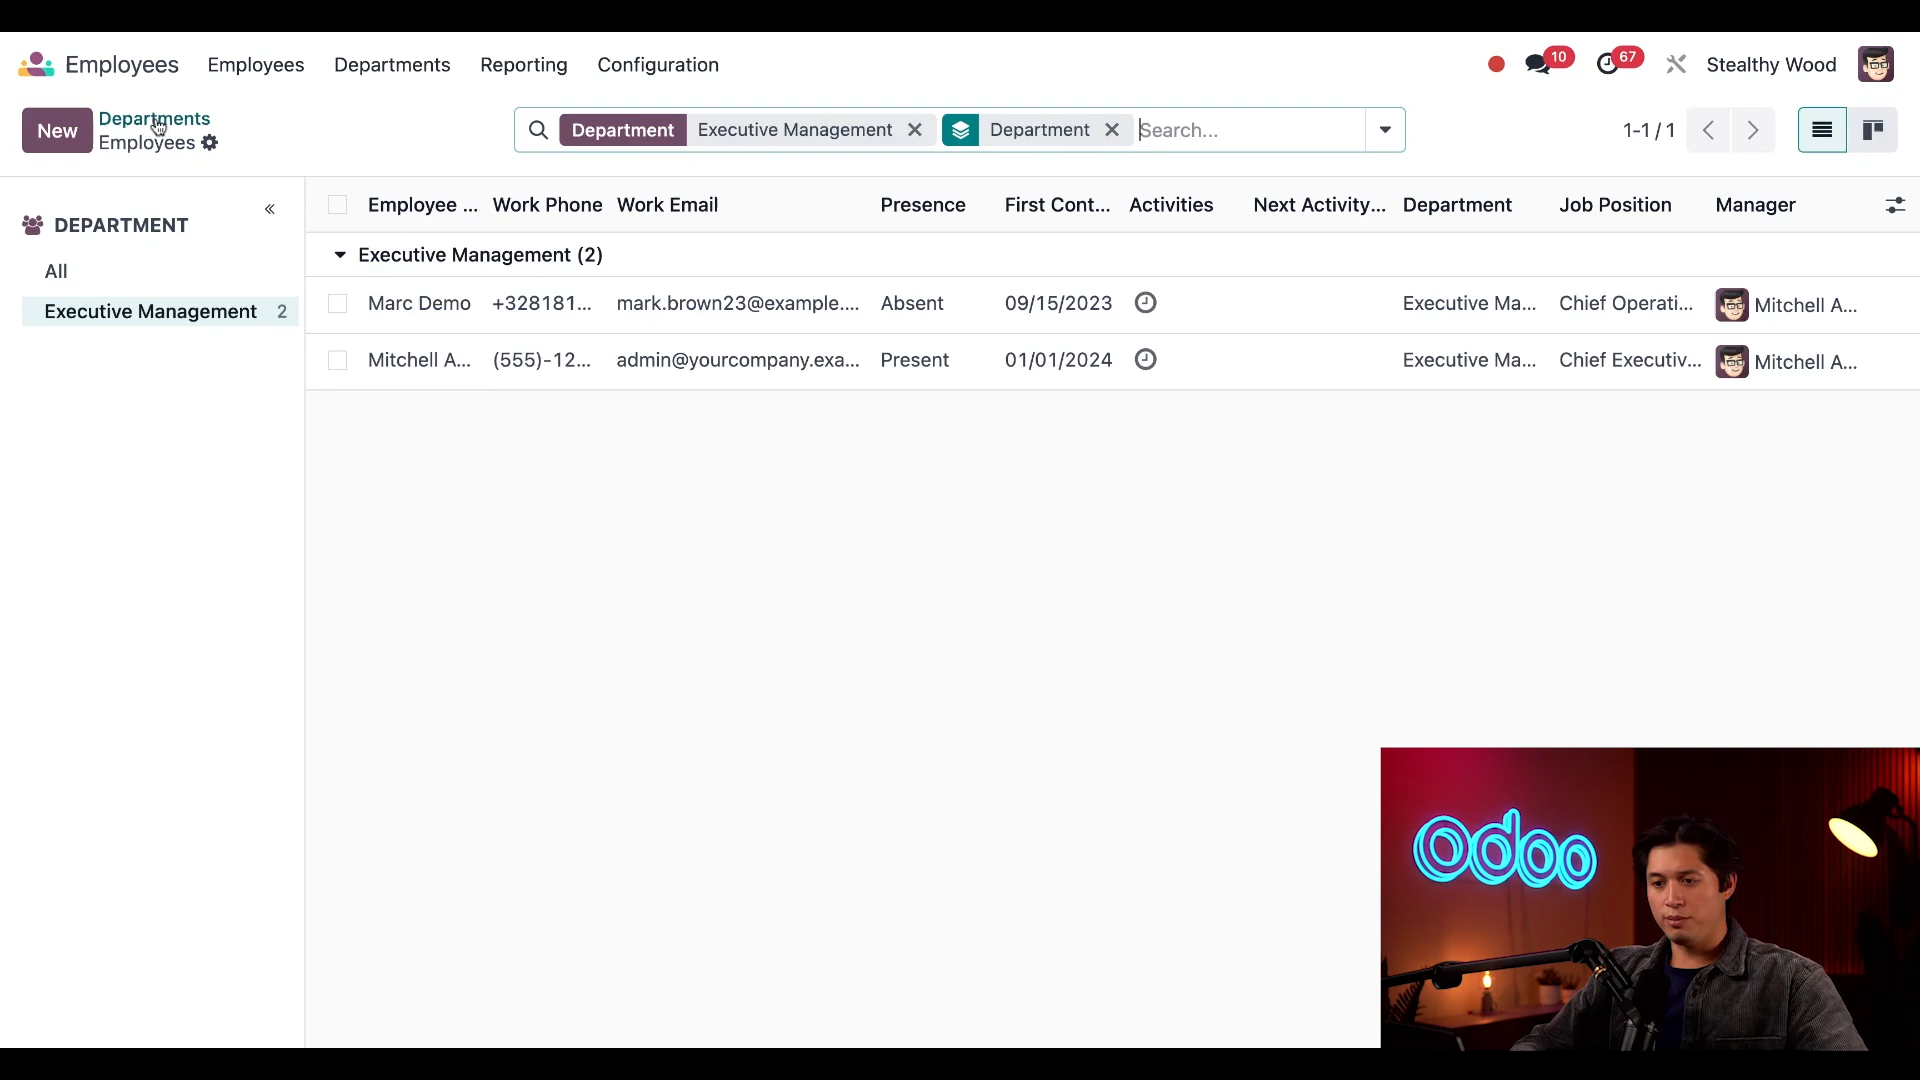 Employees Employees Departments Reporting Configuration 10 67 Stealthy Wood
New Departments
Employees
Department Executive Management Department Search... 1-1 / 1
DEPARTMENT
All
Executive Management 2
Employee ... Work Phone Work Email Presence First Cont... Activities Next Activity... Department Job Position Manager
Executive Management (2)
Marc Demo +328181... mark.brown23@example.... Absent 09/15/2023 Executive Ma... Chief Operati... Mitchell A...
Mitchell A... (555)-12... admin@yourcompany.exa... Present 01/01/2024 Executive Ma... Chief Executiv... Mitchell A...
odoo